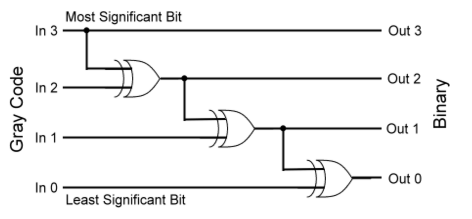 Most Significant Bit
In 3
Out 3
In 2
Out 2
Gray Code
Binary
In 1
Out 1
In 0
Out 0
Least Significant Bit